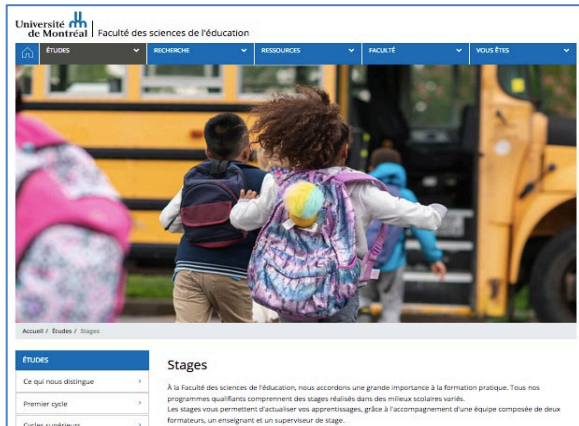 Université
de Montréal
Faculté des sciences de l'éducation
ÉTUDES
RECHERCHE
RESSOURCES
FACULTÉ
VOUS ÊTES
Accueil / Études / Stages
ÉTUDES
Ce qui nous distingue
Premier cycle
Cycles supérieurs
Stages
À la Faculté des sciences de l'éducation, nous accordons une grande importance à la formation pratique. Tous nos
programmes qualifiants comprennent des stages réalisés dans des milieux scolaires variés.
Les stages vous permettent d'actualiser vos apprentissages, grâce à l'accompagnement d'une équipe composée de deux
formateurs, un enseignant et un superviseur de stage.